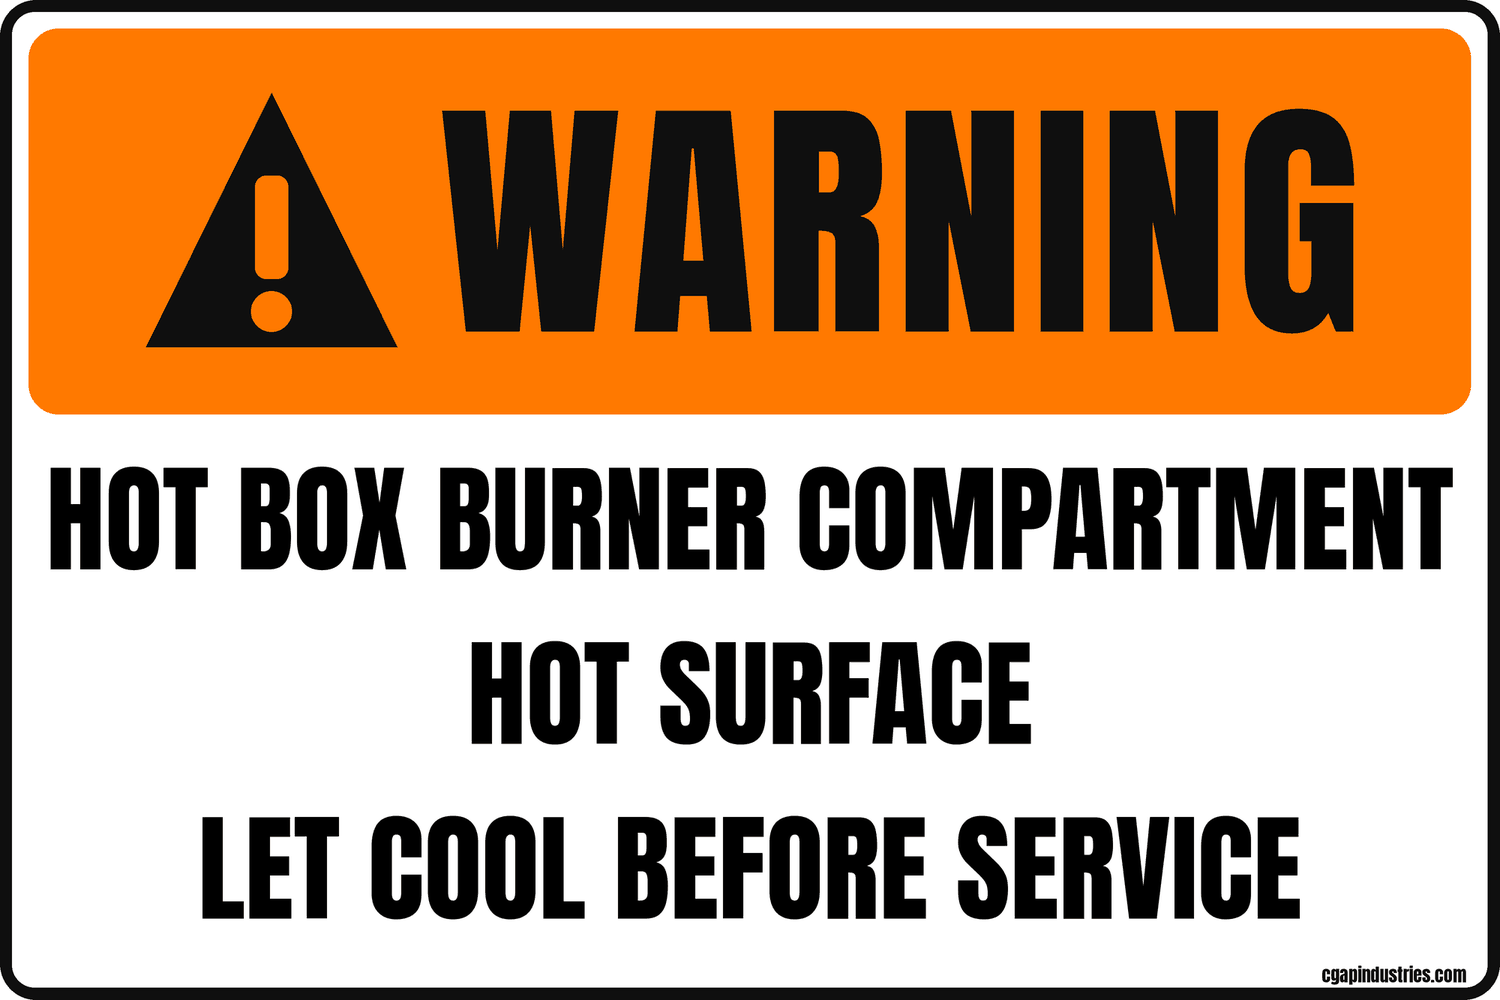 WARNING
HOT BOX BURNER COMPARTMENT
HOT SURFACE
LET COOL BEFORE SERVICE
cgapindustries.com